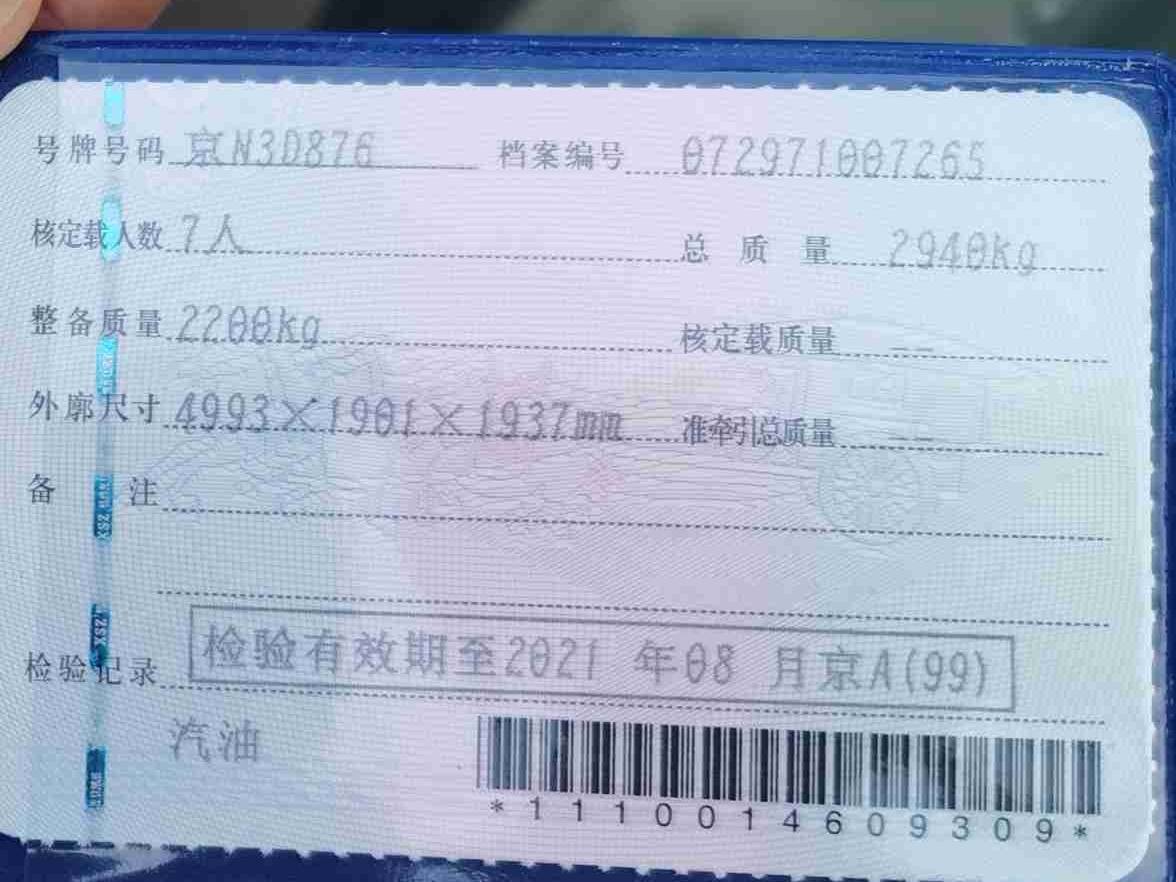 号牌号码 京N3D876 档案编号 072971007265
核定载人数 7人 总质量 2940kg
整备质量 2200kg 核定载质量 --
外廓尺寸 4993×1901×1937mm 准牵引总质量 --
备注
检验记录 检验有效期至2021年08月京A(99)
汽油
*1110014609309*